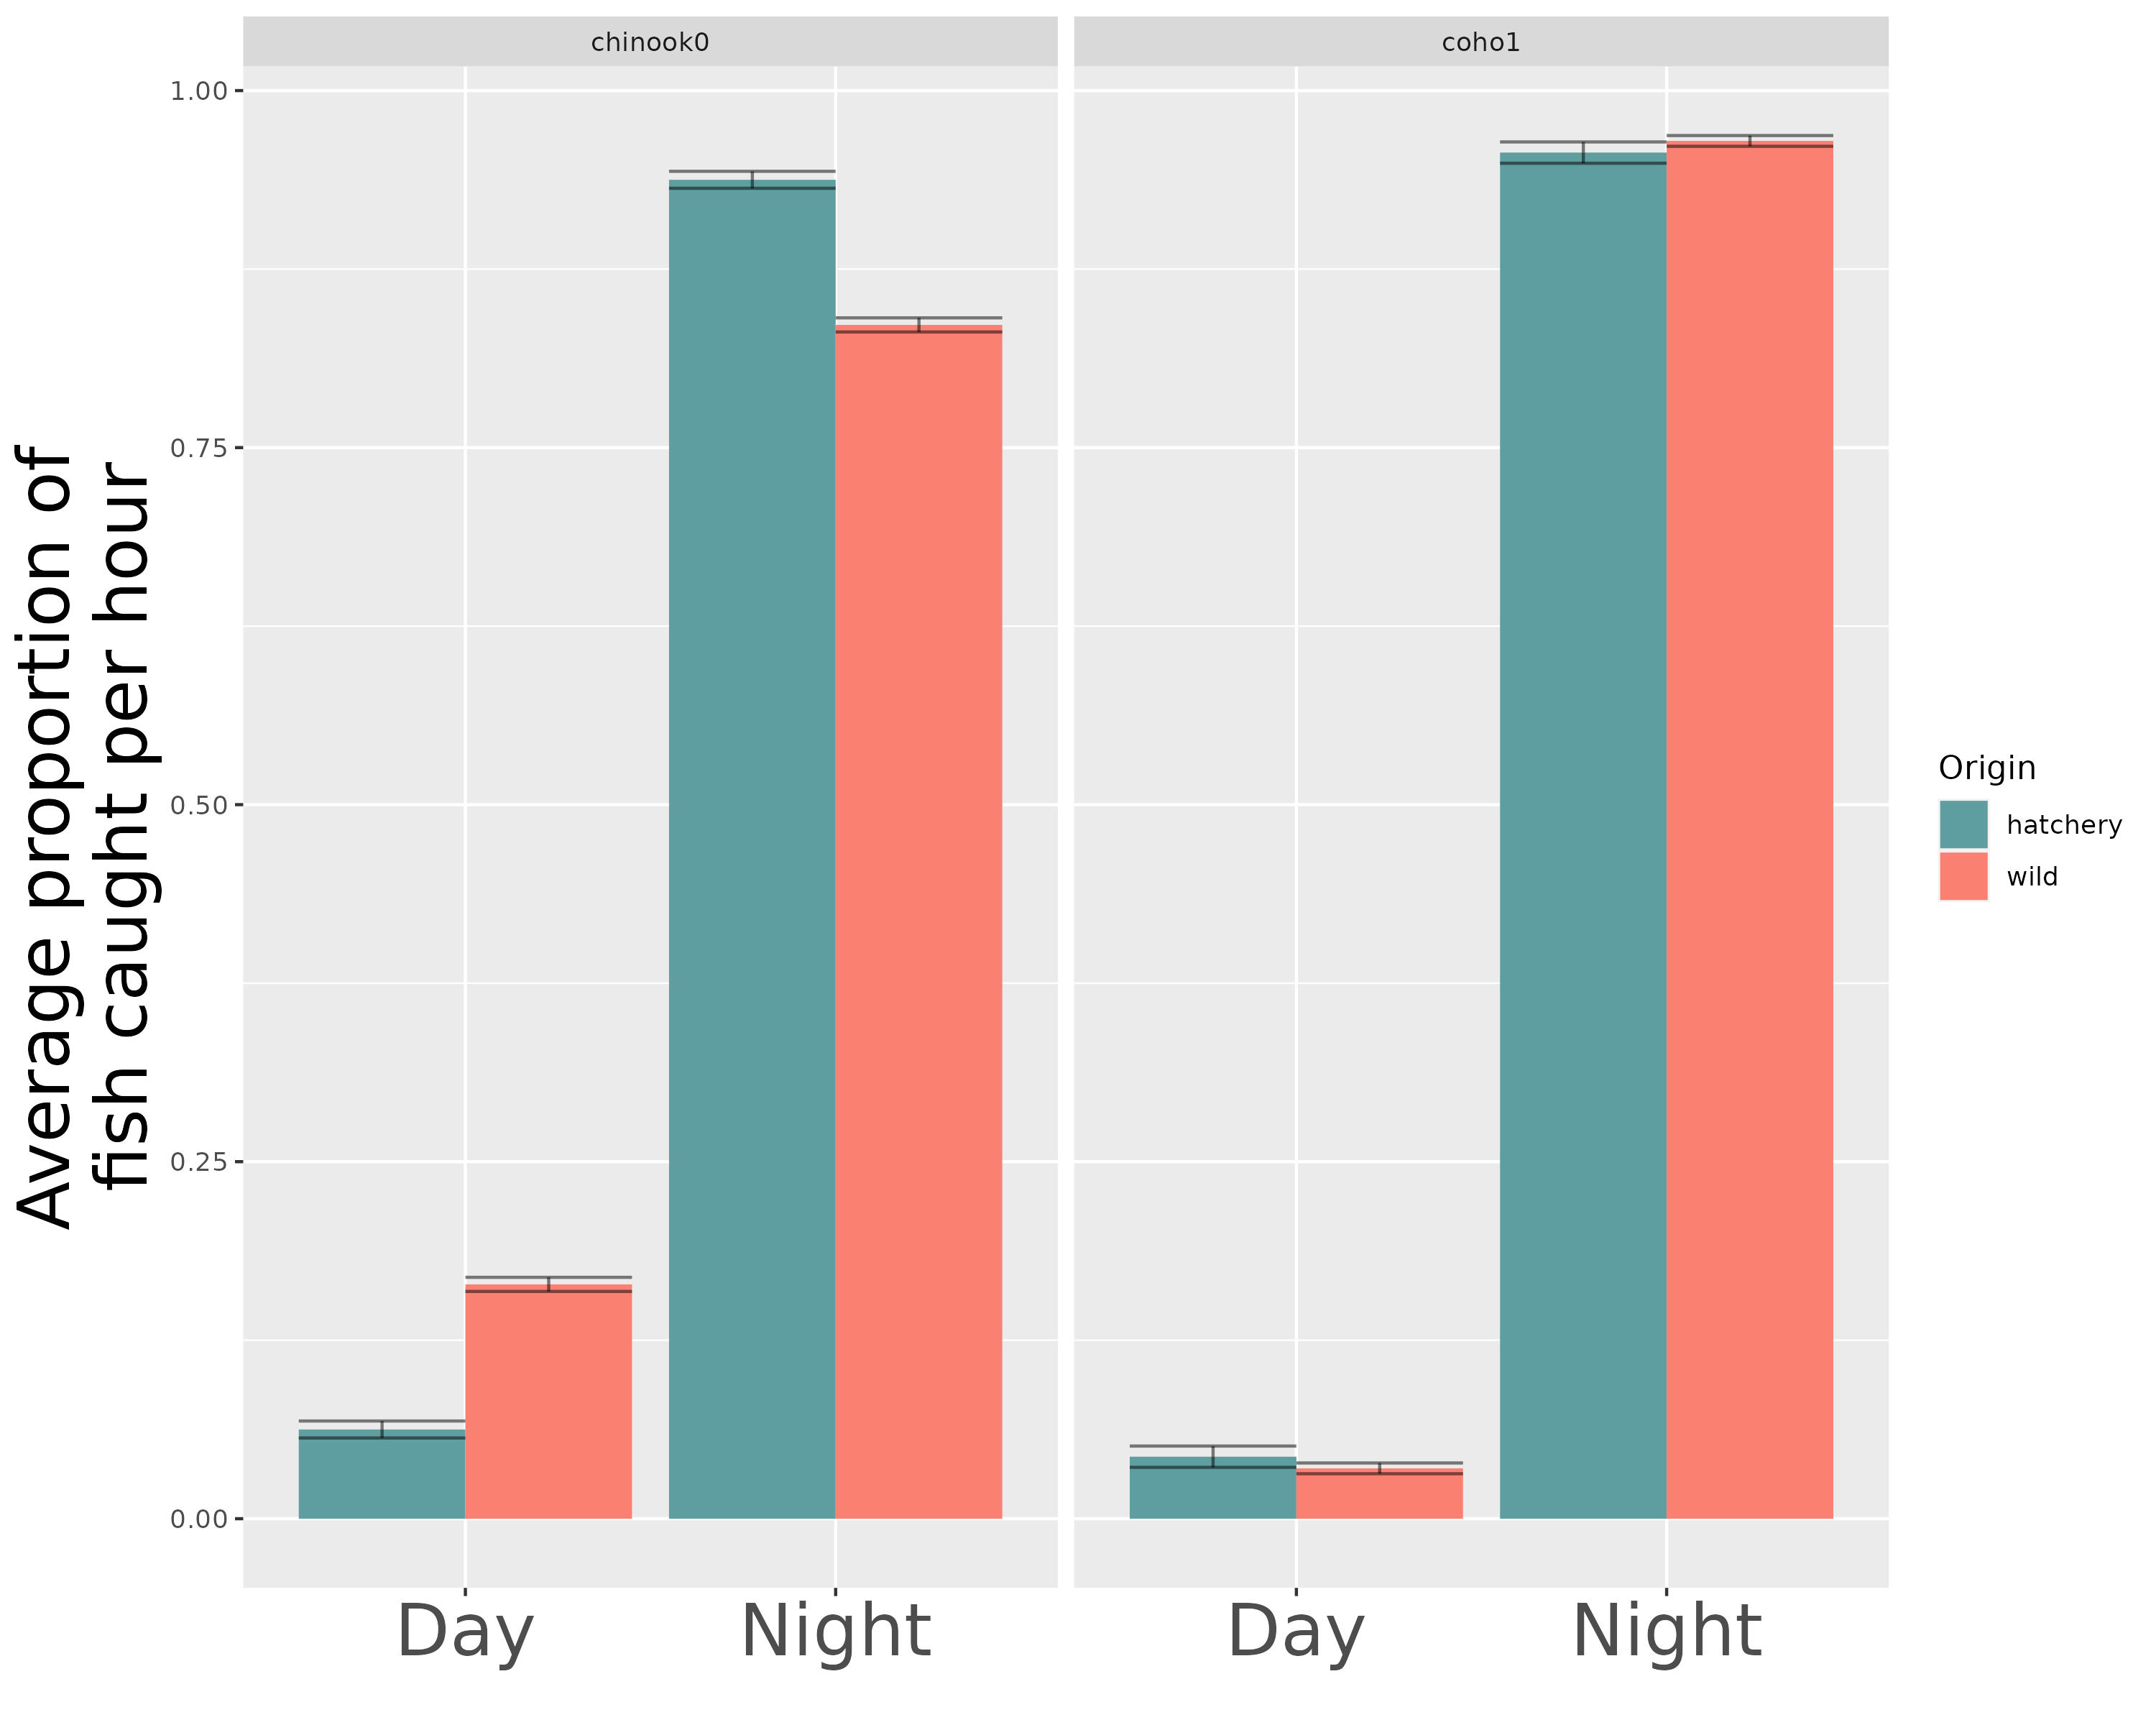 chinook0
coho1
Average proportion of
fish caught per hour
1.00
0.75
0.50
0.25
0.00
Day
Night
Day
Night
Origin
hatchery
wild